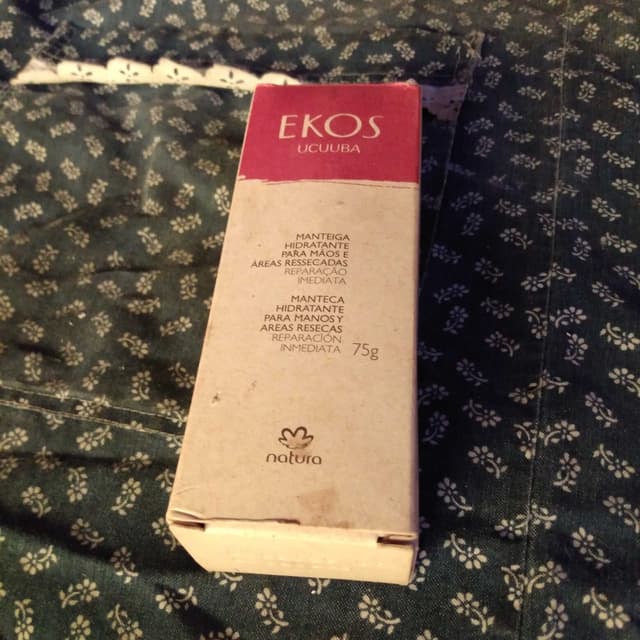 EKOS
UCUUBA
MANTEIGA
HIDRATANTE
PARA MÃOS E
ÁREAS RESSECADAS
REPARAÇÃO
IMEDIATA
MANTECA
HIDRATANTE
PARA MANOS Y
ÁREAS RESECAS
REPARACIÓN
INMEDIATA 75g
natura